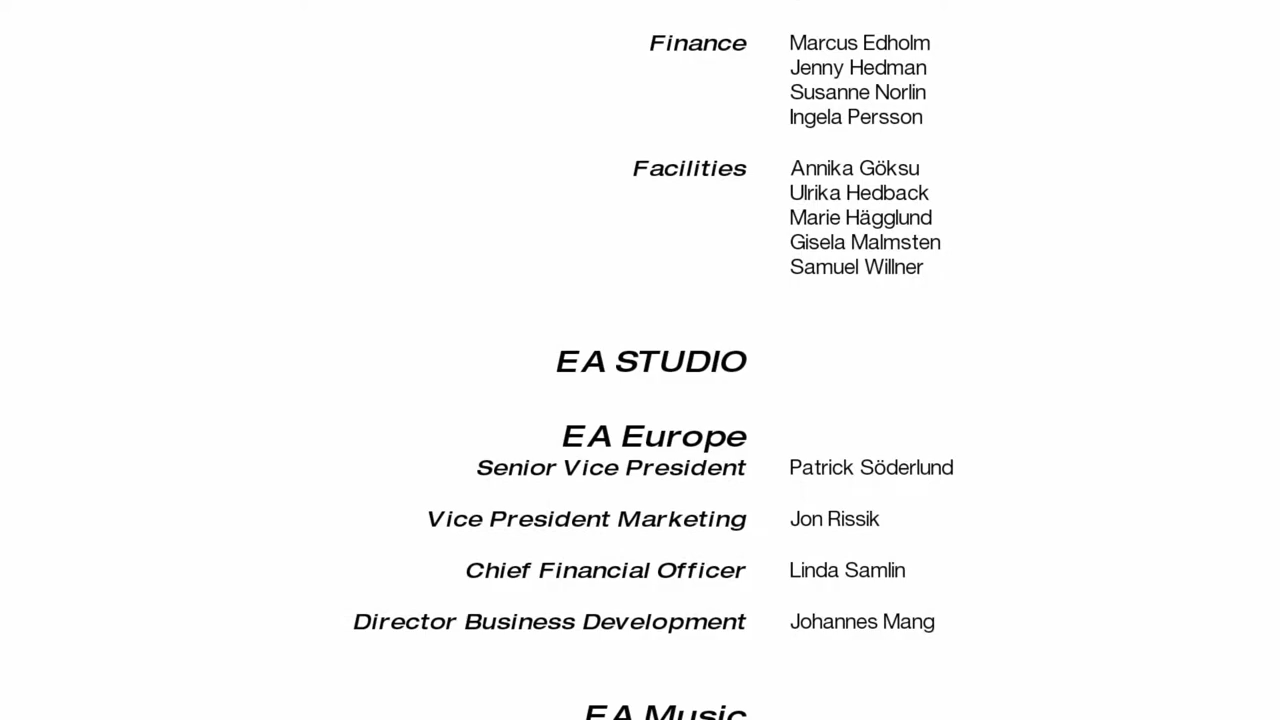 Finance Marcus Edholm
Jenny Hedman
Susanne Norlin
Ingela Persson
Facilities Annika Göksu
Ulrika Hedback
Marie Hägglund
Gisela Malmsten
Samuel Willner
EA STUDIO
EA Europe
Senior Vice President Patrick Söderlund
Vice President Marketing Jon Rissik
Chief Financial Officer Linda Samlin
Director Business Development Johannes Mang
EA Music